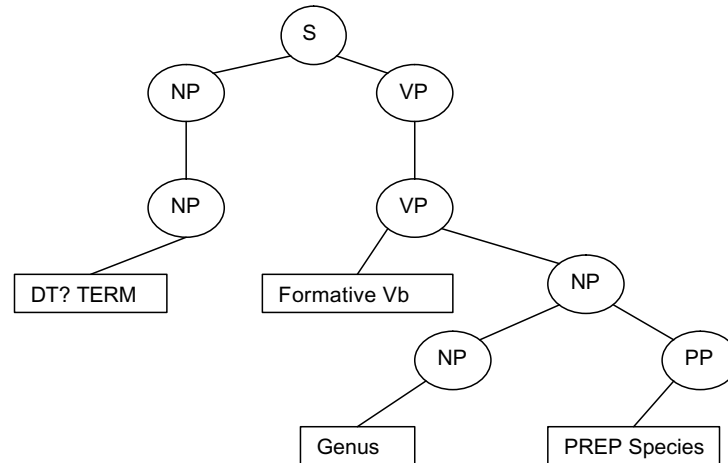 S
NP
VP
NP
VP
DT? TERM
Formative Vb
NP
NP
PP
Genus
PREP Species